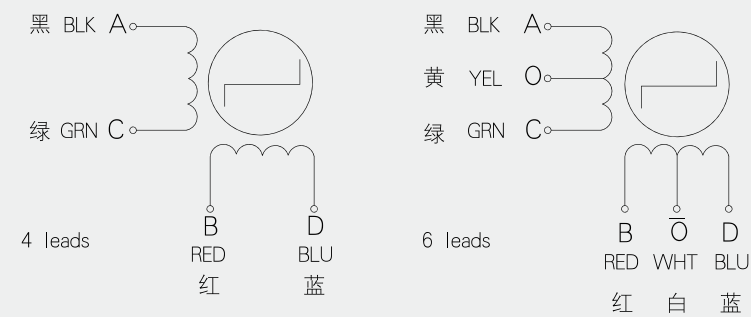 黑 BLK A
绿 GRN C
B D
RED BLU
红 蓝
4 leads
黑 BLK A
黄 YEL O
绿 GRN C
B O̅ D
RED WHT BLU
红 白 蓝
6 leads